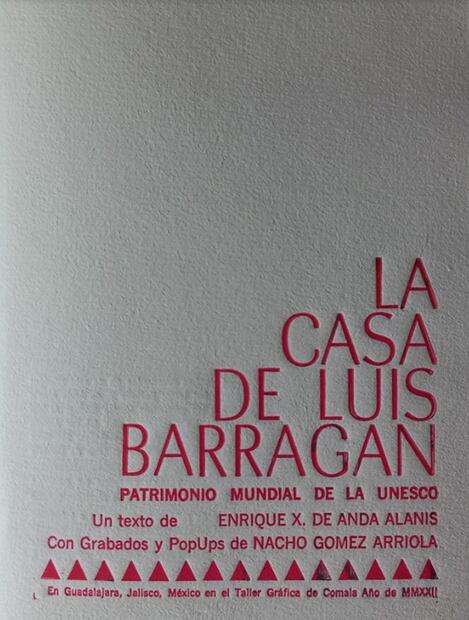 LA
CASA
DE LUIS
BARRAGAN
PATRIMONIO MUNDIAL DE LA UNESCO
Un texto de ENRIQUE X. DE ANDA ALANIS
Con Grabados y PopUps de NACHO GOMEZ ARRIOLA
En Guadalajara, Jalisco, México en el Taller Gráfica de Comala Año de MMXXII